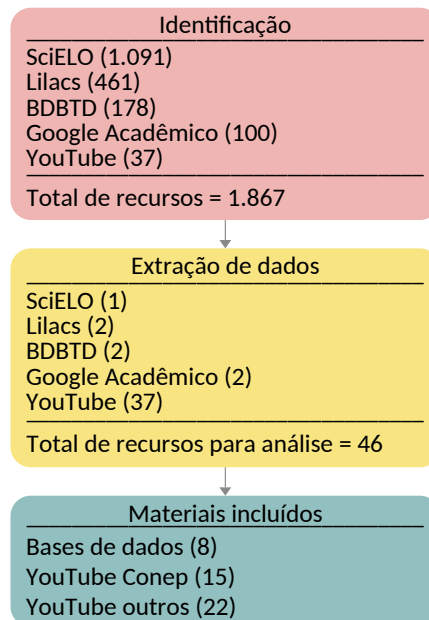 Identificação
SciELO (1.091)
Lilacs (461)
BDBTD (178)
Google Acadêmico (100)
YouTube (37)
Total de recursos = 1.867
Extração de dados
SciELO (1)
Lilacs (2)
BDBTD (2)
Google Acadêmico (2)
YouTube (37)
Total de recursos para análise = 46
Materiais incluídos
Bases de dados (8)
YouTube Conep (15)
YouTube outros (22)